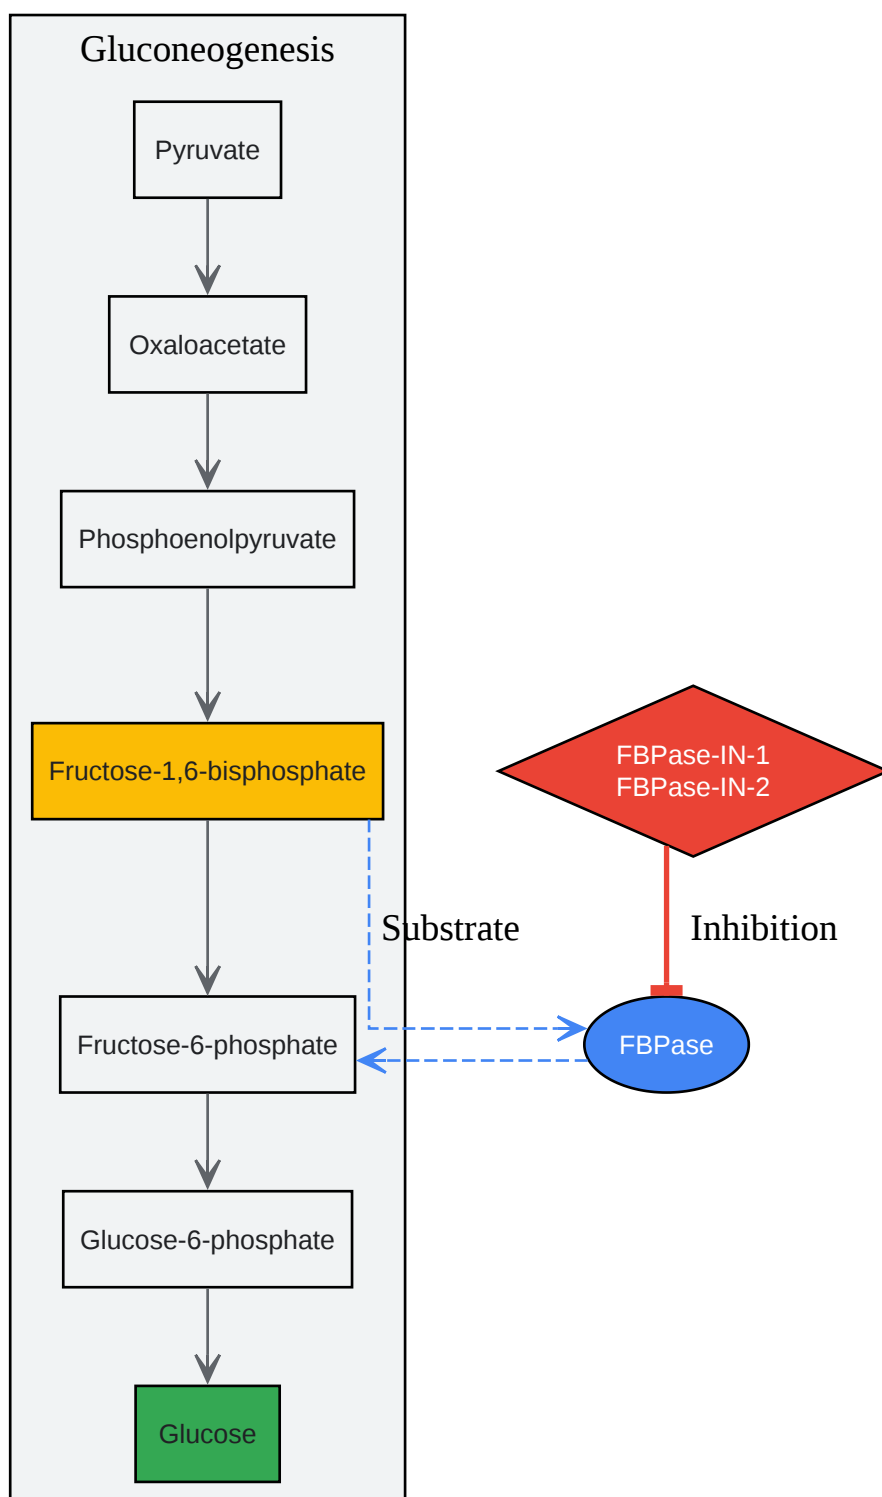 Gluconeogenesis
Pyruvate
Oxaloacetate
Phosphoenolpyruvate
Fructose-1,6-bisphosphate
FBPase-IN-1
FBPase-IN-2
Substrate
Inhibition
Fructose-6-phosphate
FBPase
Glucose-6-phosphate
Glucose